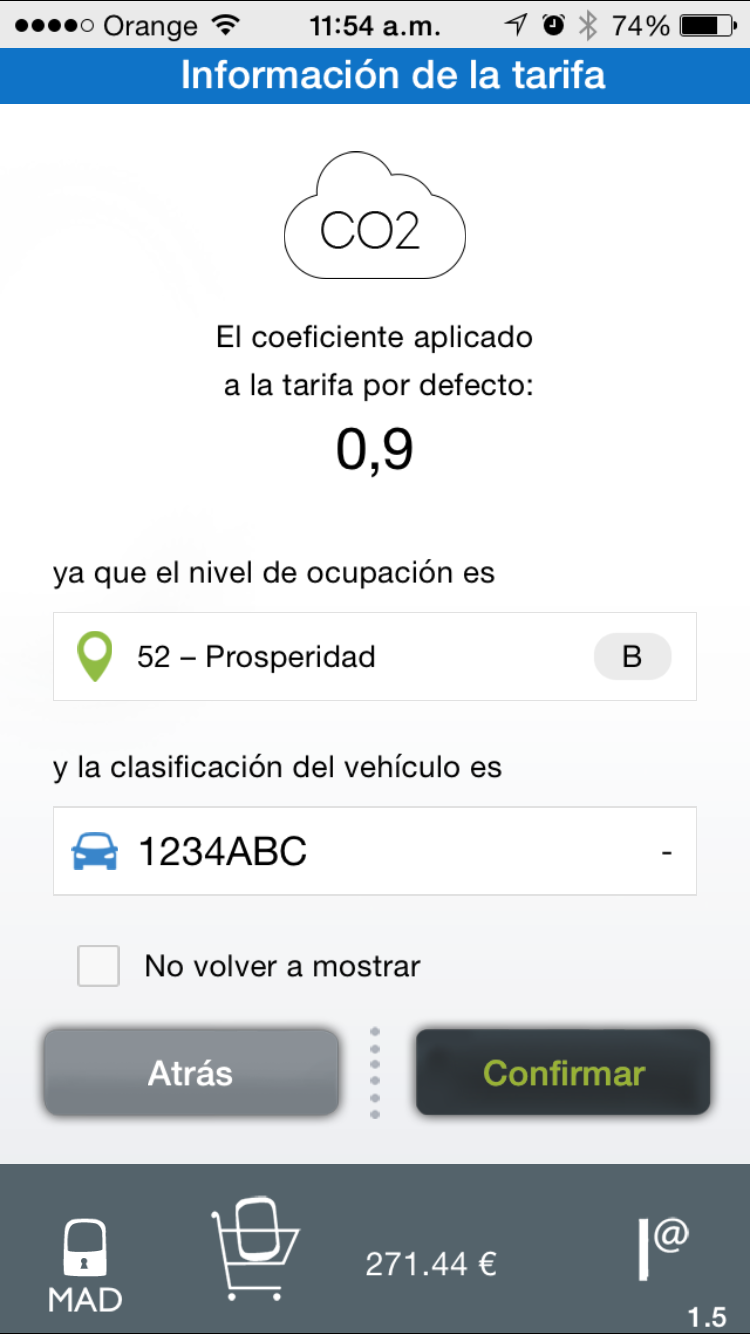 Orange 11:54 a.m. 74%
Información de la tarifa
CO2
El coeficiente aplicado
a la tarifa por defecto:
0,9
ya que el nivel de ocupación es
52 – Prosperidad B
y la clasificación del vehículo es
1234ABC -
No volver a mostrar
Atrás Confirmar
MAD 271.44 € @
1.5